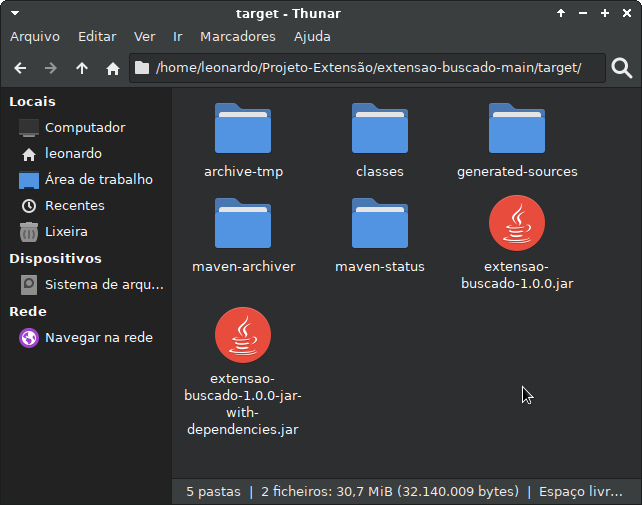 target - Thunar
Arquivo Editar Ver Ir Marcadores Ajuda
/home/leonardo/Projeto-Extensão/extensao-buscado-main/target/
Locais
Computador
leonardo
Área de trabalho
Recentes
Lixeira
Dispositivos
Sistema de arqu...
Rede
Navegar na rede
archive-tmp
classes
generated-sources
maven-archiver
maven-status
extensao-
buscado-1.0.0.jar
extensao-
buscado-1.0.0-jar-
with-
dependencies.jar
5 pastas | 2 ficheiros: 30,7 MiB (32.140.009 bytes) | Espaço livr...